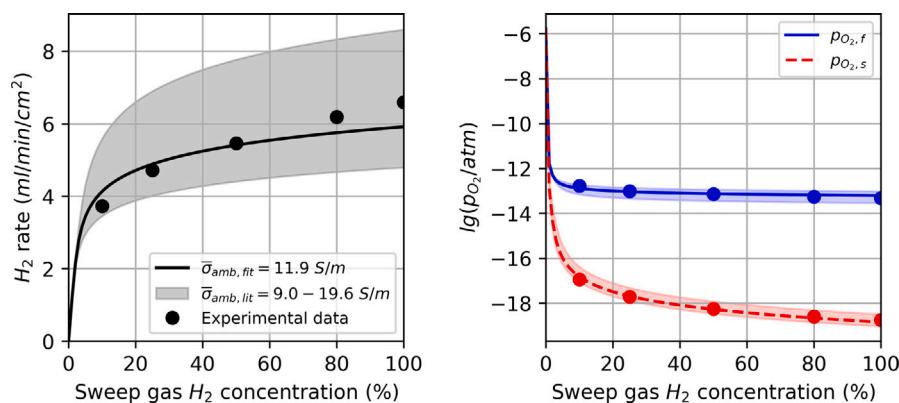 8
6
4
2
0
0 20 40 60 80 100
H₂ rate (ml/min/cm²)
Sweep gas H₂ concentration (%)
σ̅amb, fit = 11.9 S/m
σ̅amb, lit = 9.0 − 19.6 S/m
Experimental data
−6
−8
−10
−12
−14
−16
−18
0 20 40 60 80 100
lg(pO₂/atm)
Sweep gas H₂ concentration (%)
pO₂, f
pO₂, s